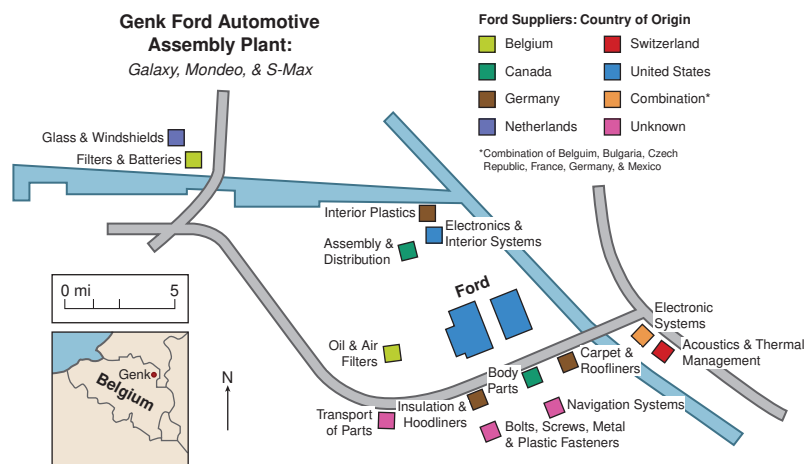 Genk Ford Automotive
Assembly Plant:
Galaxy, Mondeo, & S-Max
Ford Suppliers: Country of Origin
Belgium
Switzerland
Canada
United States
Germany
Combination*
Netherlands
Unknown
*Combination of Belguim, Bulgaria, Czech
Republic, France, Germany, & Mexico
Glass & Windshields
Filters & Batteries
Interior Plastics
Electronics &
Interior Systems
Assembly &
Distribution
Ford
0 mi 5
Electronic
Systems
Acoustics & Thermal
Management
Oil & Air
Filters
Carpet &
Roofliners
Body
Parts
Insulation &
Hoodliners
Navigation Systems
Transport
of Parts
Bolts, Screws, Metal
& Plastic Fasteners
Genk
Belgium
N